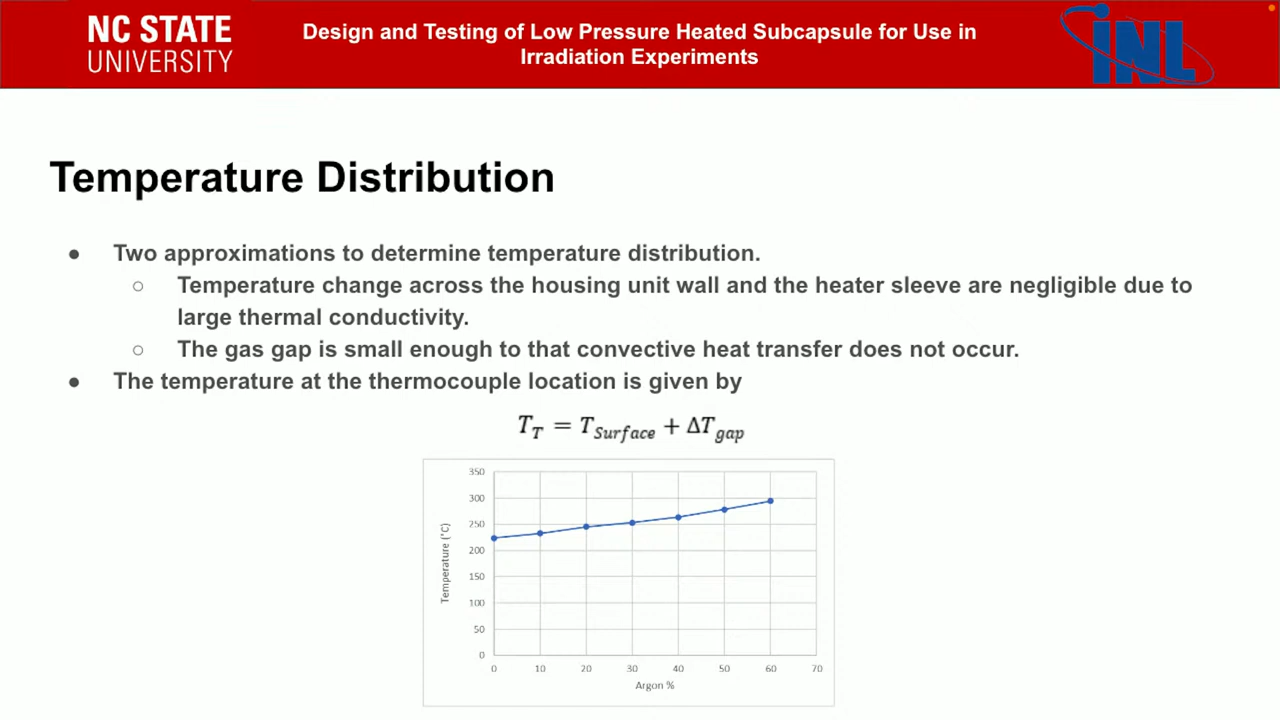 NC STATE
UNIVERSITY
Design and Testing of Low Pressure Heated Subcapsule for Use in
Irradiation Experiments
INL
Temperature Distribution
● Two approximations to determine temperature distribution.
○ Temperature change across the housing unit wall and the heater sleeve are negligible due to
large thermal conductivity.
○ The gas gap is small enough to that convective heat transfer does not occur.
● The temperature at the thermocouple location is given by
T_T = T_Surface + ΔT_gap
350
300
250
200
150
100
50
0
Temperature (°C)
0 10 20 30 40 50 60 70
Argon %